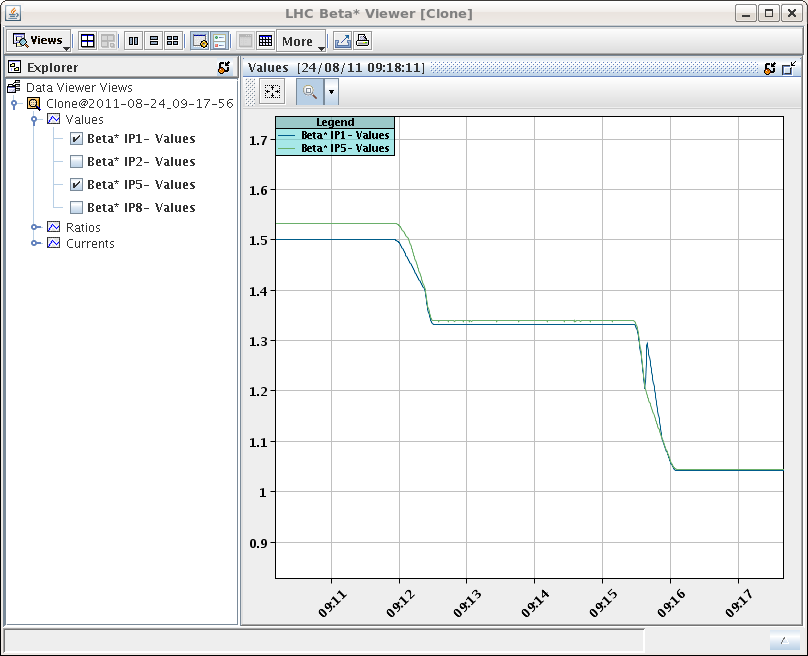 LHC Beta* Viewer [Clone]
Views
More
Explorer
Data Viewer Views
Clone@2011-08-24_09-17-56
Values
Beta* IP1- Values
Beta* IP2- Values
Beta* IP5- Values
Beta* IP8- Values
Ratios
Currents
Values [24/08/11 09:18:11]
Legend
Beta* IP1- Values
Beta* IP5- Values
1.7
1.6
1.5
1.4
1.3
1.2
1.1
1
0.9
09:11 09:12 09:13 09:14 09:15 09:16 09:17